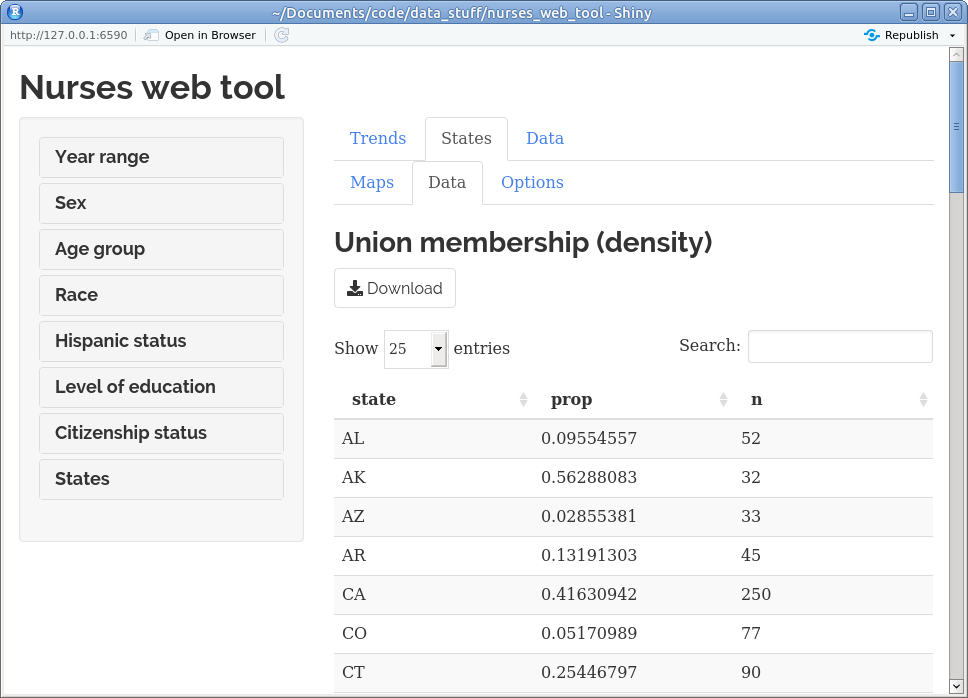 ~/Documents/code/data_stuff/nurses_web_tool - Shiny
http://127.0.0.1:6590 Open in Browser Republish
Nurses web tool
Year range
Sex
Age group
Race
Hispanic status
Level of education
Citizenship status
States
Trends States Data
Maps Data Options
Union membership (density)
Download
Show 25 entries Search:
state prop n
AL 0.09554557 52
AK 0.56288083 32
AZ 0.02855381 33
AR 0.13191303 45
CA 0.41630942 250
CO 0.05170989 77
CT 0.25446797 90